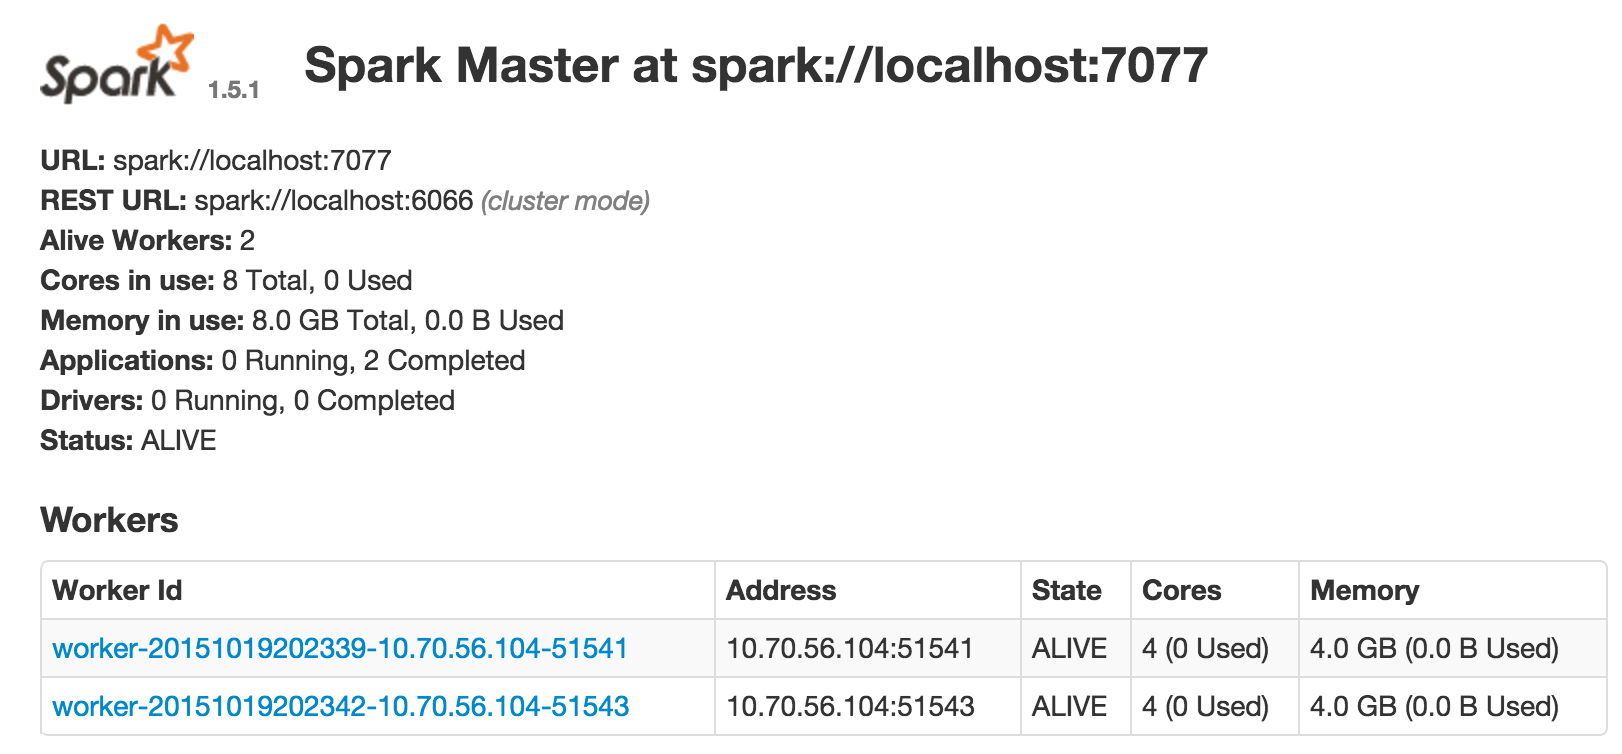 Spark 1.5.1 Spark Master at spark://localhost:7077
URL: spark://localhost:7077
REST URL: spark://localhost:6066 (cluster mode)
Alive Workers: 2
Cores in use: 8 Total, 0 Used
Memory in use: 8.0 GB Total, 0.0 B Used
Applications: 0 Running, 2 Completed
Drivers: 0 Running, 0 Completed
Status: ALIVE
Workers
Worker Id Address State Cores Memory
worker-20151019202339-10.70.56.104-51541 10.70.56.104:51541 ALIVE 4 (0 Used) 4.0 GB (0.0 B Used)
worker-20151019202342-10.70.56.104-51543 10.70.56.104:51543 ALIVE 4 (0 Used) 4.0 GB (0.0 B Used)